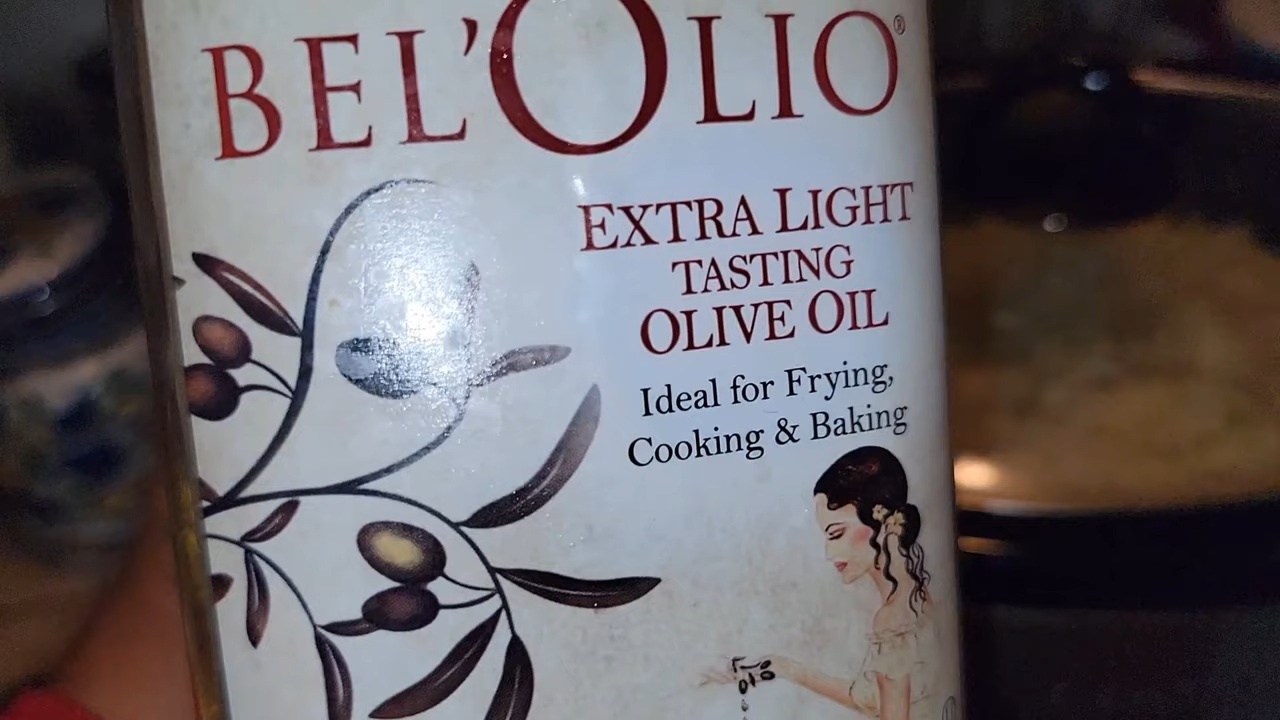 BEL'OLIO®
EXTRA LIGHT
TASTING
OLIVE OIL
Ideal for Frying,
Cooking & Baking